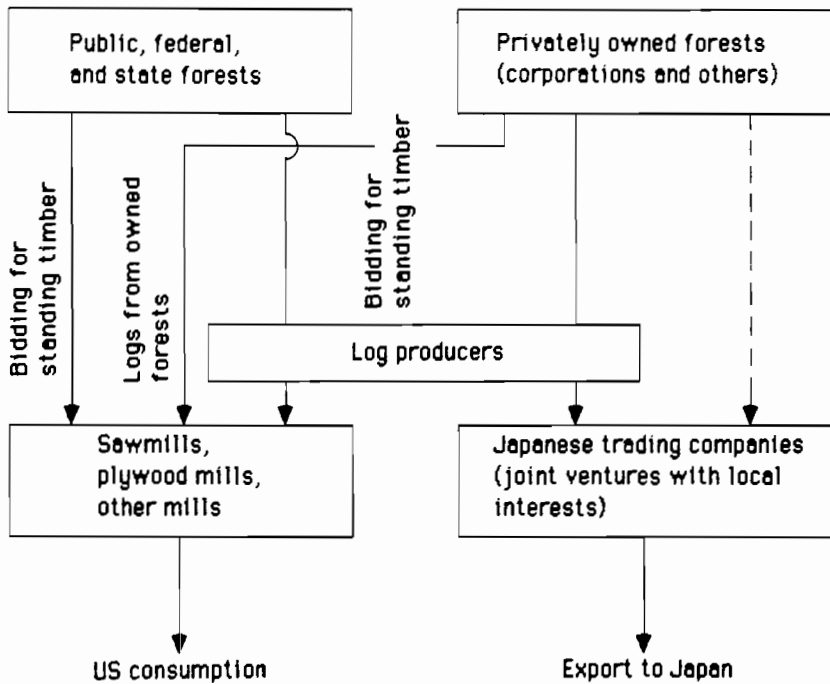 Public, federal,
and state forests
Privately owned forests
(corporations and others)
Bidding for
standing timber
Logs from owned
forests
Bidding for
standing timber
Log producers
Sawmills,
plywood mills,
other mills
Japanese trading companies
(joint ventures with local
interests)
US consumption
Export to Japan